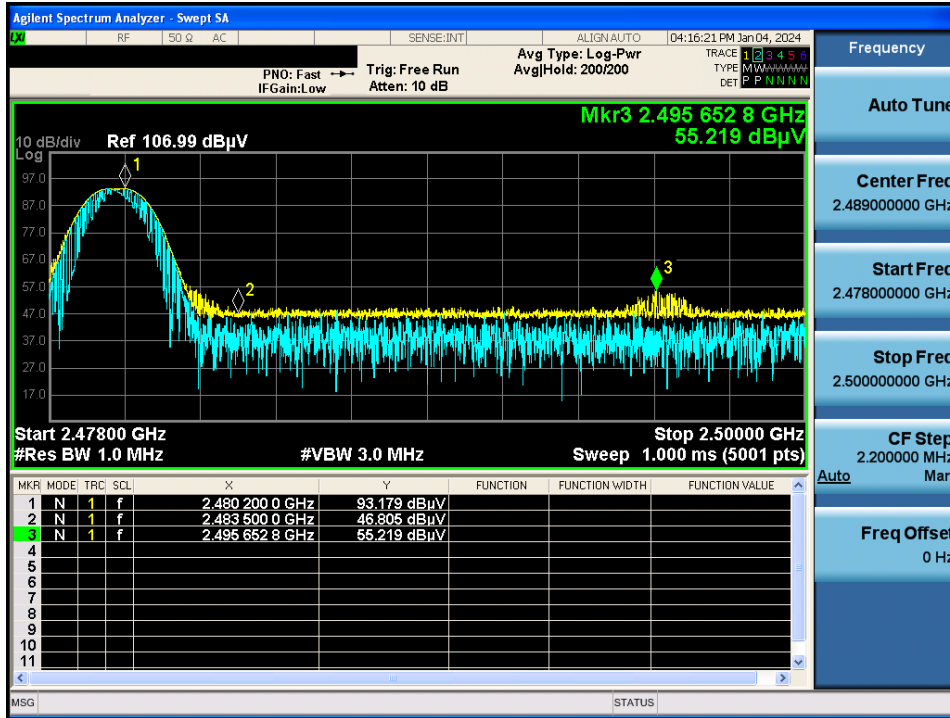 Agilent Spectrum Analyzer - Swept SA
LXI RF 50 Ω AC SENSE:INT ALIGN AUTO 04:16:21 PM Jan 04, 2024
PNO: Fast
IFGain:Low
Trig: Free Run
Atten: 10 dB
Avg Type: Log-Pwr
Avg|Hold: 200/200
TRACE 1 2 3 4 5 6
TYPE M W W W W W
DET P P N N N N
Mkr3 2.495 652 8 GHz
55.219 dBµV
10 dB/div Ref 106.99 dBµV
Log
97.0
87.0
77.0
67.0
57.0
47.0
37.0
27.0
17.0
1
2
3
Start 2.47800 GHz Stop 2.50000 GHz
#Res BW 1.0 MHz #VBW 3.0 MHz Sweep 1.000 ms (5001 pts)
MKR MODE TRC SCL X Y FUNCTION FUNCTION WIDTH FUNCTION VALUE
1 N 1 f 2.480 200 0 GHz 93.179 dBµV
2 N 1 f 2.483 500 0 GHz 46.805 dBµV
3 N 1 f 2.495 652 8 GHz 55.219 dBµV
4
5
6
7
8
9
10
11
MSG STATUS
Frequency
Auto Tune
Center Freq
2.489000000 GHz
Start Freq
2.478000000 GHz
Stop Freq
2.500000000 GHz
CF Step
2.200000 MHz
Auto Man
Freq Offset
0 Hz